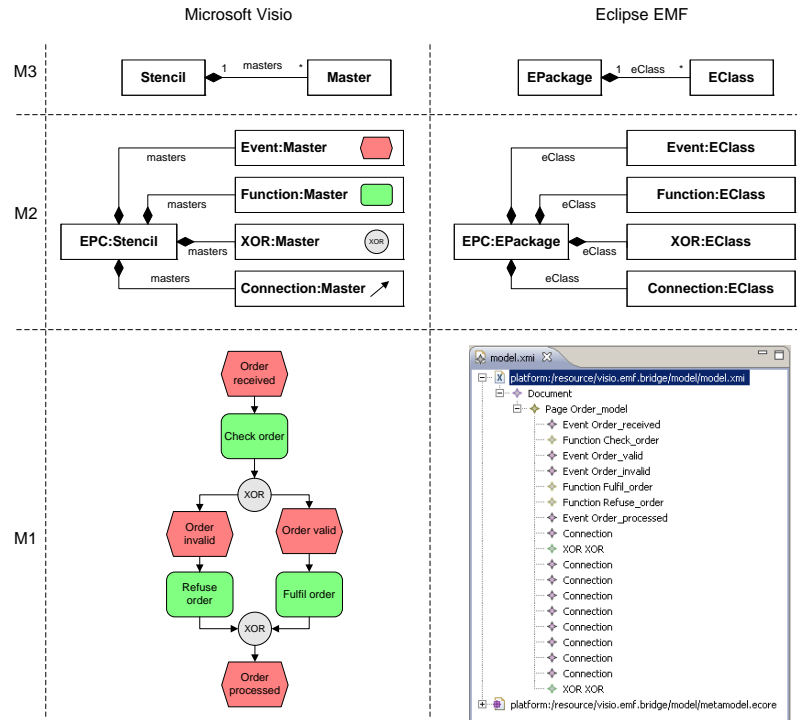 Microsoft Visio
Eclipse EMF
M3
Stencil
1
masters
*
Master
EPackage
1
eClass
*
EClass
M2
EPC:Stencil
masters
Event:Master
masters
Function:Master
masters
XOR:Master
XOR
masters
Connection:Master
EPC:EPackage
eClass
Event:EClass
eClass
Function:EClass
eClass
XOR:EClass
eClass
Connection:EClass
M1
Order
received
Check order
XOR
Order
invalid
Order valid
Refuse
order
Fulfil order
XOR
Order
processed
model.xmi
platform:/resource/visio.emf.bridge/model/model.xmi
Document
Page Order_model
Event Order_received
Function Check_order
Event Order_valid
Event Order_invalid
Function Fulfil_order
Function Refuse_order
Event Order_processed
Connection
XOR XOR
Connection
Connection
Connection
Connection
Connection
Connection
Connection
Connection
XOR XOR
platform:/resource/visio.emf.bridge/model/metamodel.ecore